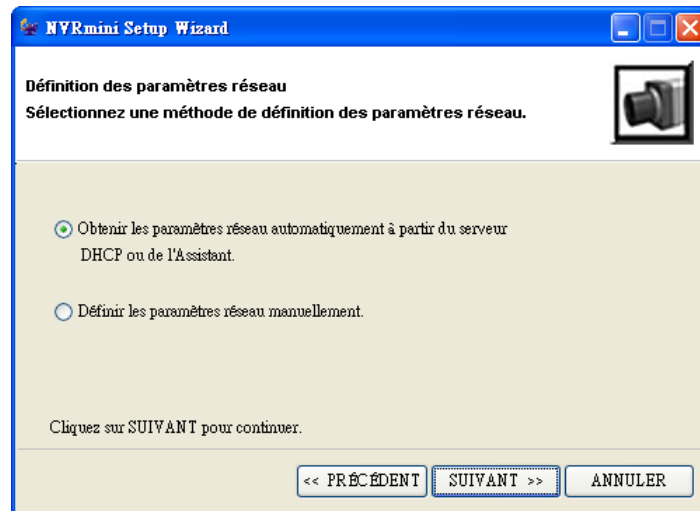 NVRmini Setup Wizard
Définition des paramètres réseau
Sélectionnez une méthode de définition des paramètres réseau.
Obtenir les paramètres réseau automatiquement à partir du serveur
DHCP ou de l'Assistant.
Définir les paramètres réseau manuellement.
Cliquez sur SUIVANT pour continuer.
<< PRÉCÉDENT SUIVANT >> ANNULER